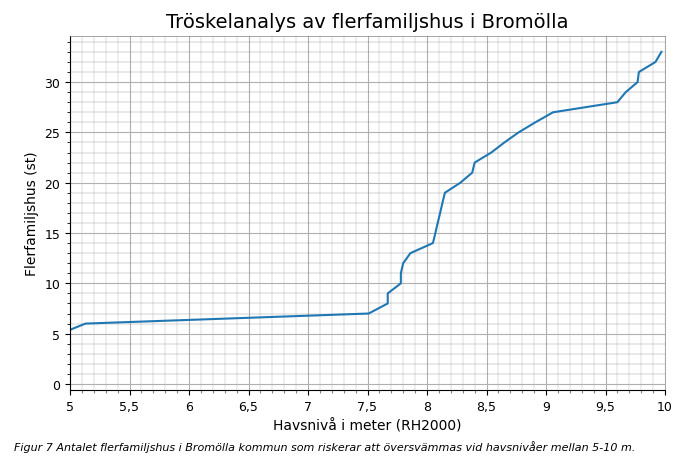 Tröskelanalys av flerfamiljshus i Bromölla
Flerfamiljshus (st)
30
25
20
15
10
5
0
5 5,5 6 6,5 7 7,5 8 8,5 9 9,5 10
Havsnivå i meter (RH2000)
Figur 7 Antalet flerfamiljshus i Bromölla kommun som riskerar att översvämmas vid havsnivåer mellan 5-10 m.